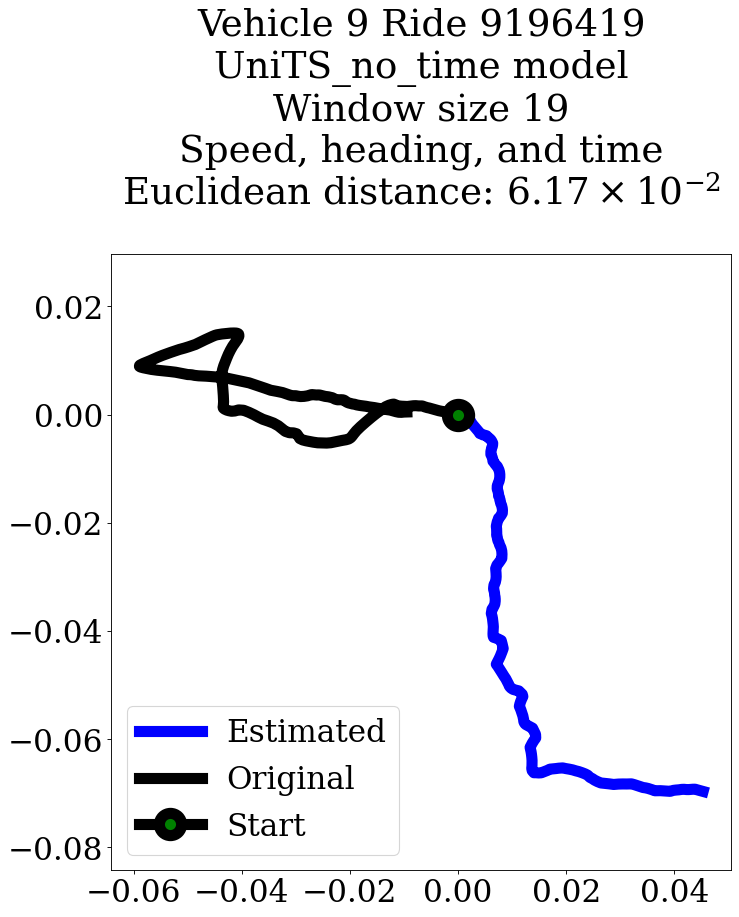 Vehicle 9 Ride 9196419
UniTS_no_time model
Window size 19
Speed, heading, and time
Euclidean distance: 6.17 × 10⁻²
0.02
0.00
−0.02
−0.04
−0.06
−0.08
Estimated
Original
Start
−0.06 −0.04 −0.02 0.00 0.02 0.04